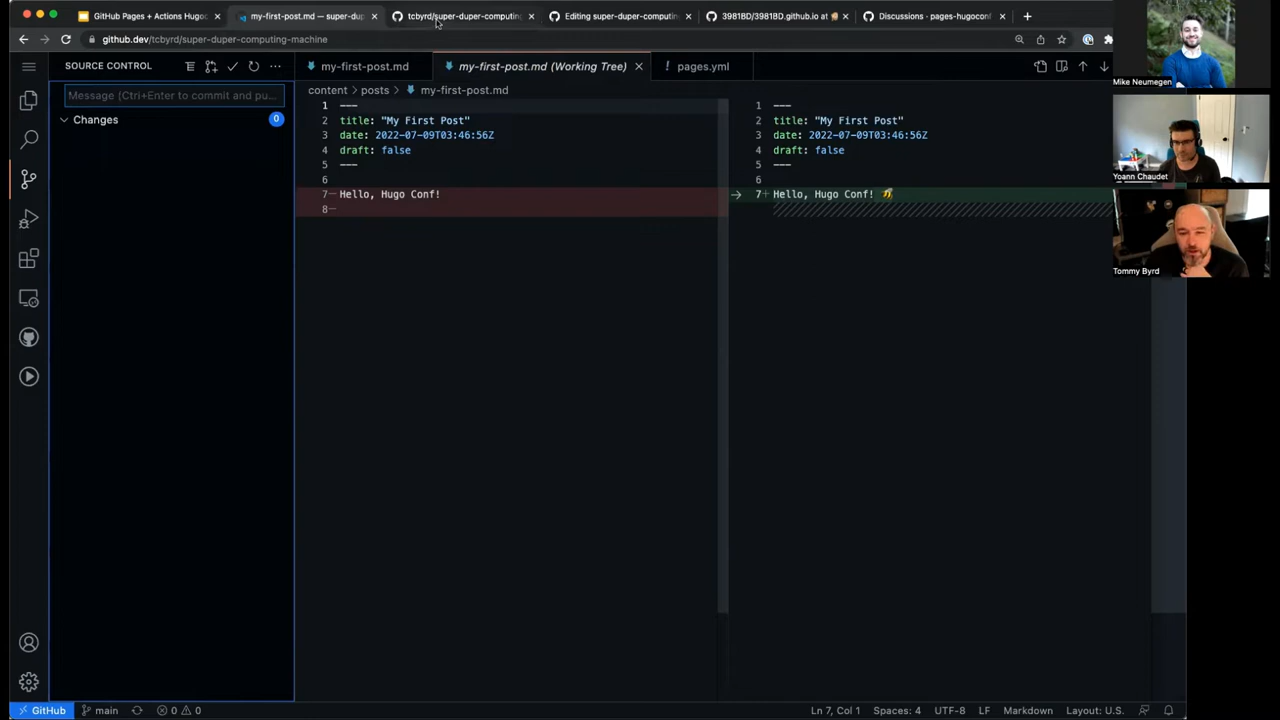 GitHub Pages + Actions Hugoc
my-first-post.md — super-du
tcbyrd/super-duper-computing
Editing super-duper-computin
3981BD/3981BD.github.io at
Discussions · pages-hugoconf
github.dev/tcbyrd/super-duper-computing-machine
SOURCE CONTROL
my-first-post.md
my-first-post.md (Working Tree)
! pages.yml
Message (Ctrl+Enter to commit and pu...
content > posts > my-first-post.md
Changes
0
1 ---
2 title: "My First Post"
3 date: 2022-07-09T03:46:56Z
4 draft: false
5 ---
6
7- Hello, Hugo Conf!
8-
1 ---
2 title: "My First Post"
3 date: 2022-07-09T03:46:56Z
4 draft: false
5 ---
6
7+ Hello, Hugo Conf!
Mike Neumegen
Yoann Chaudet
Tommy Byrd
GitHub
main
0
0
Ln 7, Col 1
Spaces: 4
UTF-8
LF
Markdown
Layout: U.S.